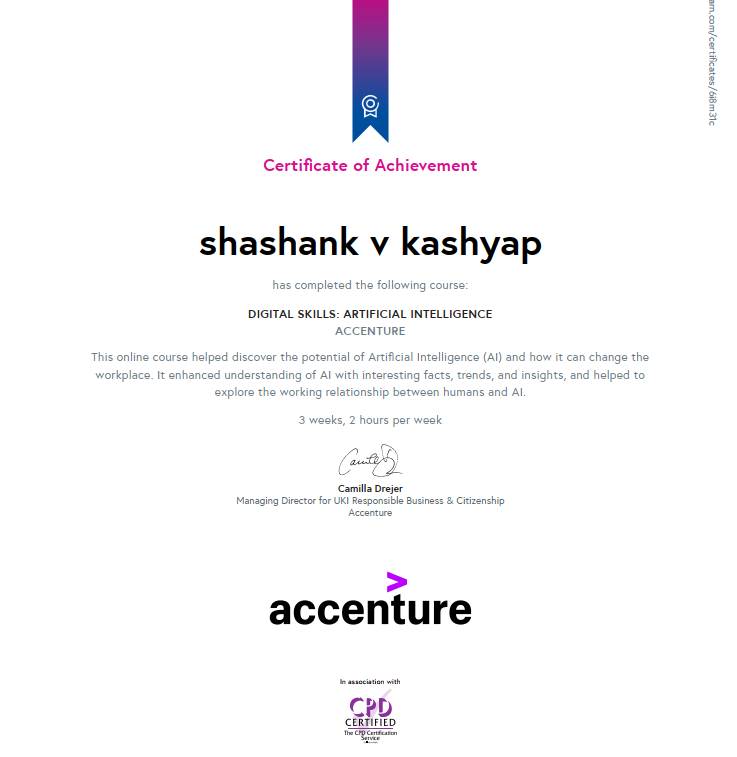 am.com/certificates/6i8m31c
Certificate of Achievement
shashank v kashyap
has completed the following course:
DIGITAL SKILLS: ARTIFICIAL INTELLIGENCE
ACCENTURE
This online course helped discover the potential of Artificial Intelligence (AI) and how it can change the
workplace. It enhanced understanding of AI with interesting facts, trends, and insights, and helped to
explore the working relationship between humans and AI.
3 weeks, 2 hours per week
Camilla Drejer
Managing Director for UKI Responsible Business & Citizenship
Accenture
accenture
In association with
CPD
CERTIFIED
The CPD Certification
Service